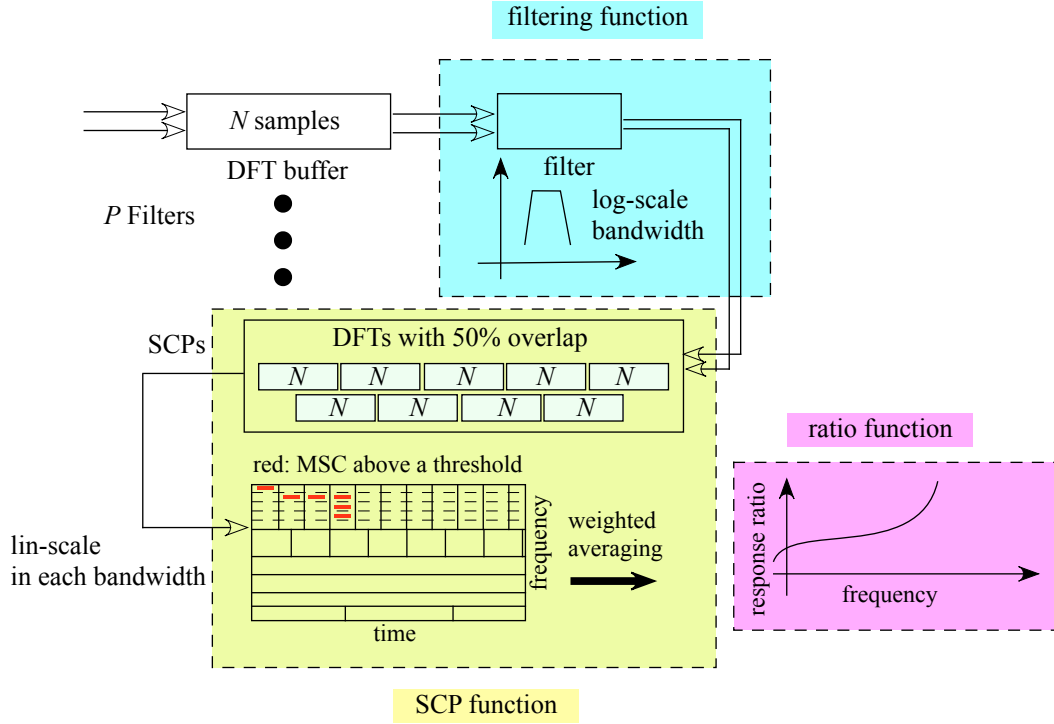 filtering function
N samples
DFT buffer
filter
log-scale
bandwidth
P Filters
SCPs
DFTs with 50% overlap
N N N N N
N N N N
red: MSC above a threshold
frequency
time
lin-scale
in each bandwidth
weighted
averaging
ratio function
response ratio
frequency
SCP function